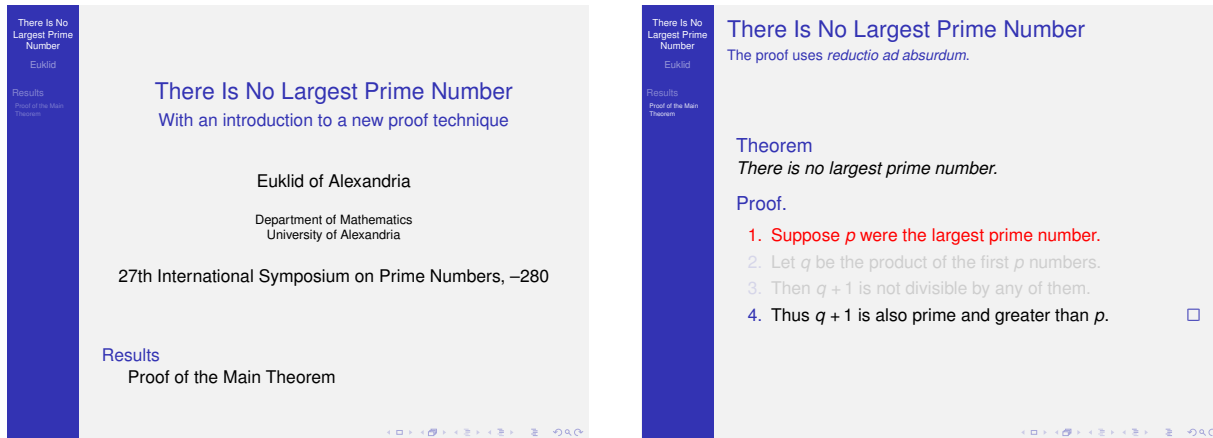 There Is No
Largest Prime
Number
Euklid
Results
Proof of the Main
Theorem
There Is No Largest Prime Number
With an introduction to a new proof technique
Euklid of Alexandria
Department of Mathematics
University of Alexandria
27th International Symposium on Prime Numbers, –280
Results
Proof of the Main Theorem
There Is No
Largest Prime
Number
Euklid
Results
Proof of the Main
Theorem
There Is No Largest Prime Number
The proof uses reductio ad absurdum.
Theorem
There is no largest prime number.
Proof.
1. Suppose p were the largest prime number.
2. Let q be the product of the first p numbers.
3. Then q + 1 is not divisible by any of them.
4. Thus q + 1 is also prime and greater than p. □